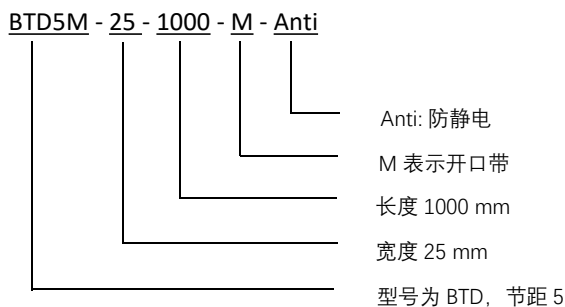 BTD5M - 25 - 1000 - M - Anti
Anti: 防静电
M 表示开口带
长度 1000 mm
宽度 25 mm
型号为 BTD，节距 5